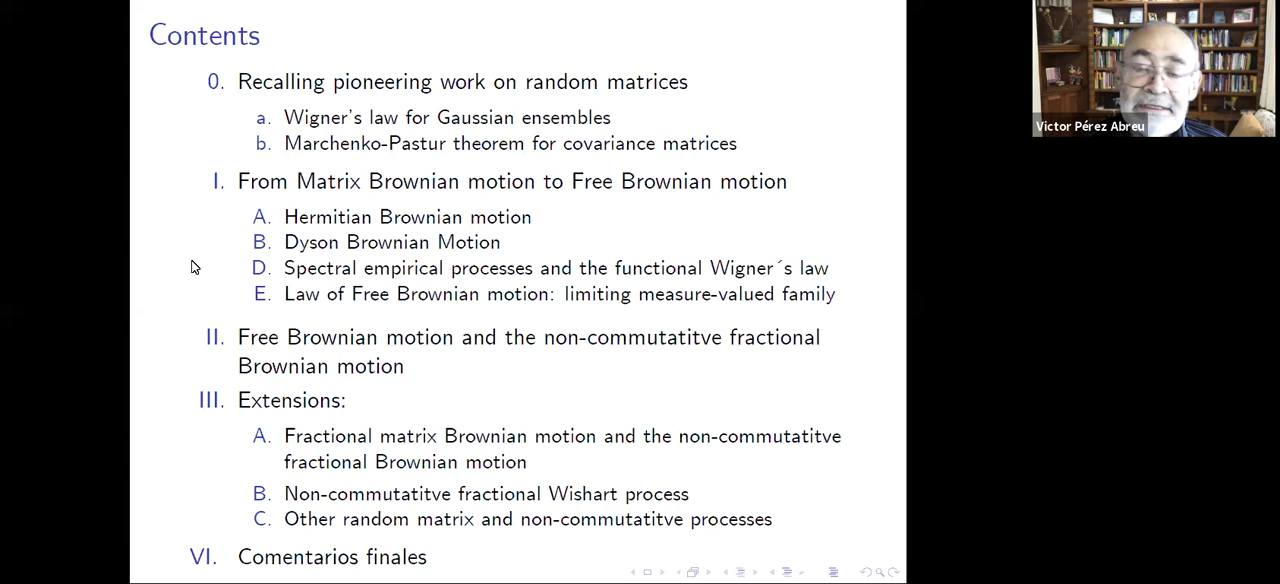 Contents
0. Recalling pioneering work on random matrices
a. Wigner's law for Gaussian ensembles
b. Marchenko-Pastur theorem for covariance matrices
I. From Matrix Brownian motion to Free Brownian motion
A. Hermitian Brownian motion
B. Dyson Brownian Motion
D. Spectral empirical processes and the functional Wigner´s law
E. Law of Free Brownian motion: limiting measure-valued family
II. Free Brownian motion and the non-commutatitve fractional
Brownian motion
III. Extensions:
A. Fractional matrix Brownian motion and the non-commutatitve
fractional Brownian motion
B. Non-commutatitve fractional Wishart process
C. Other random matrix and non-commutatitve processes
VI. Comentarios finales
Victor Pérez Abreu